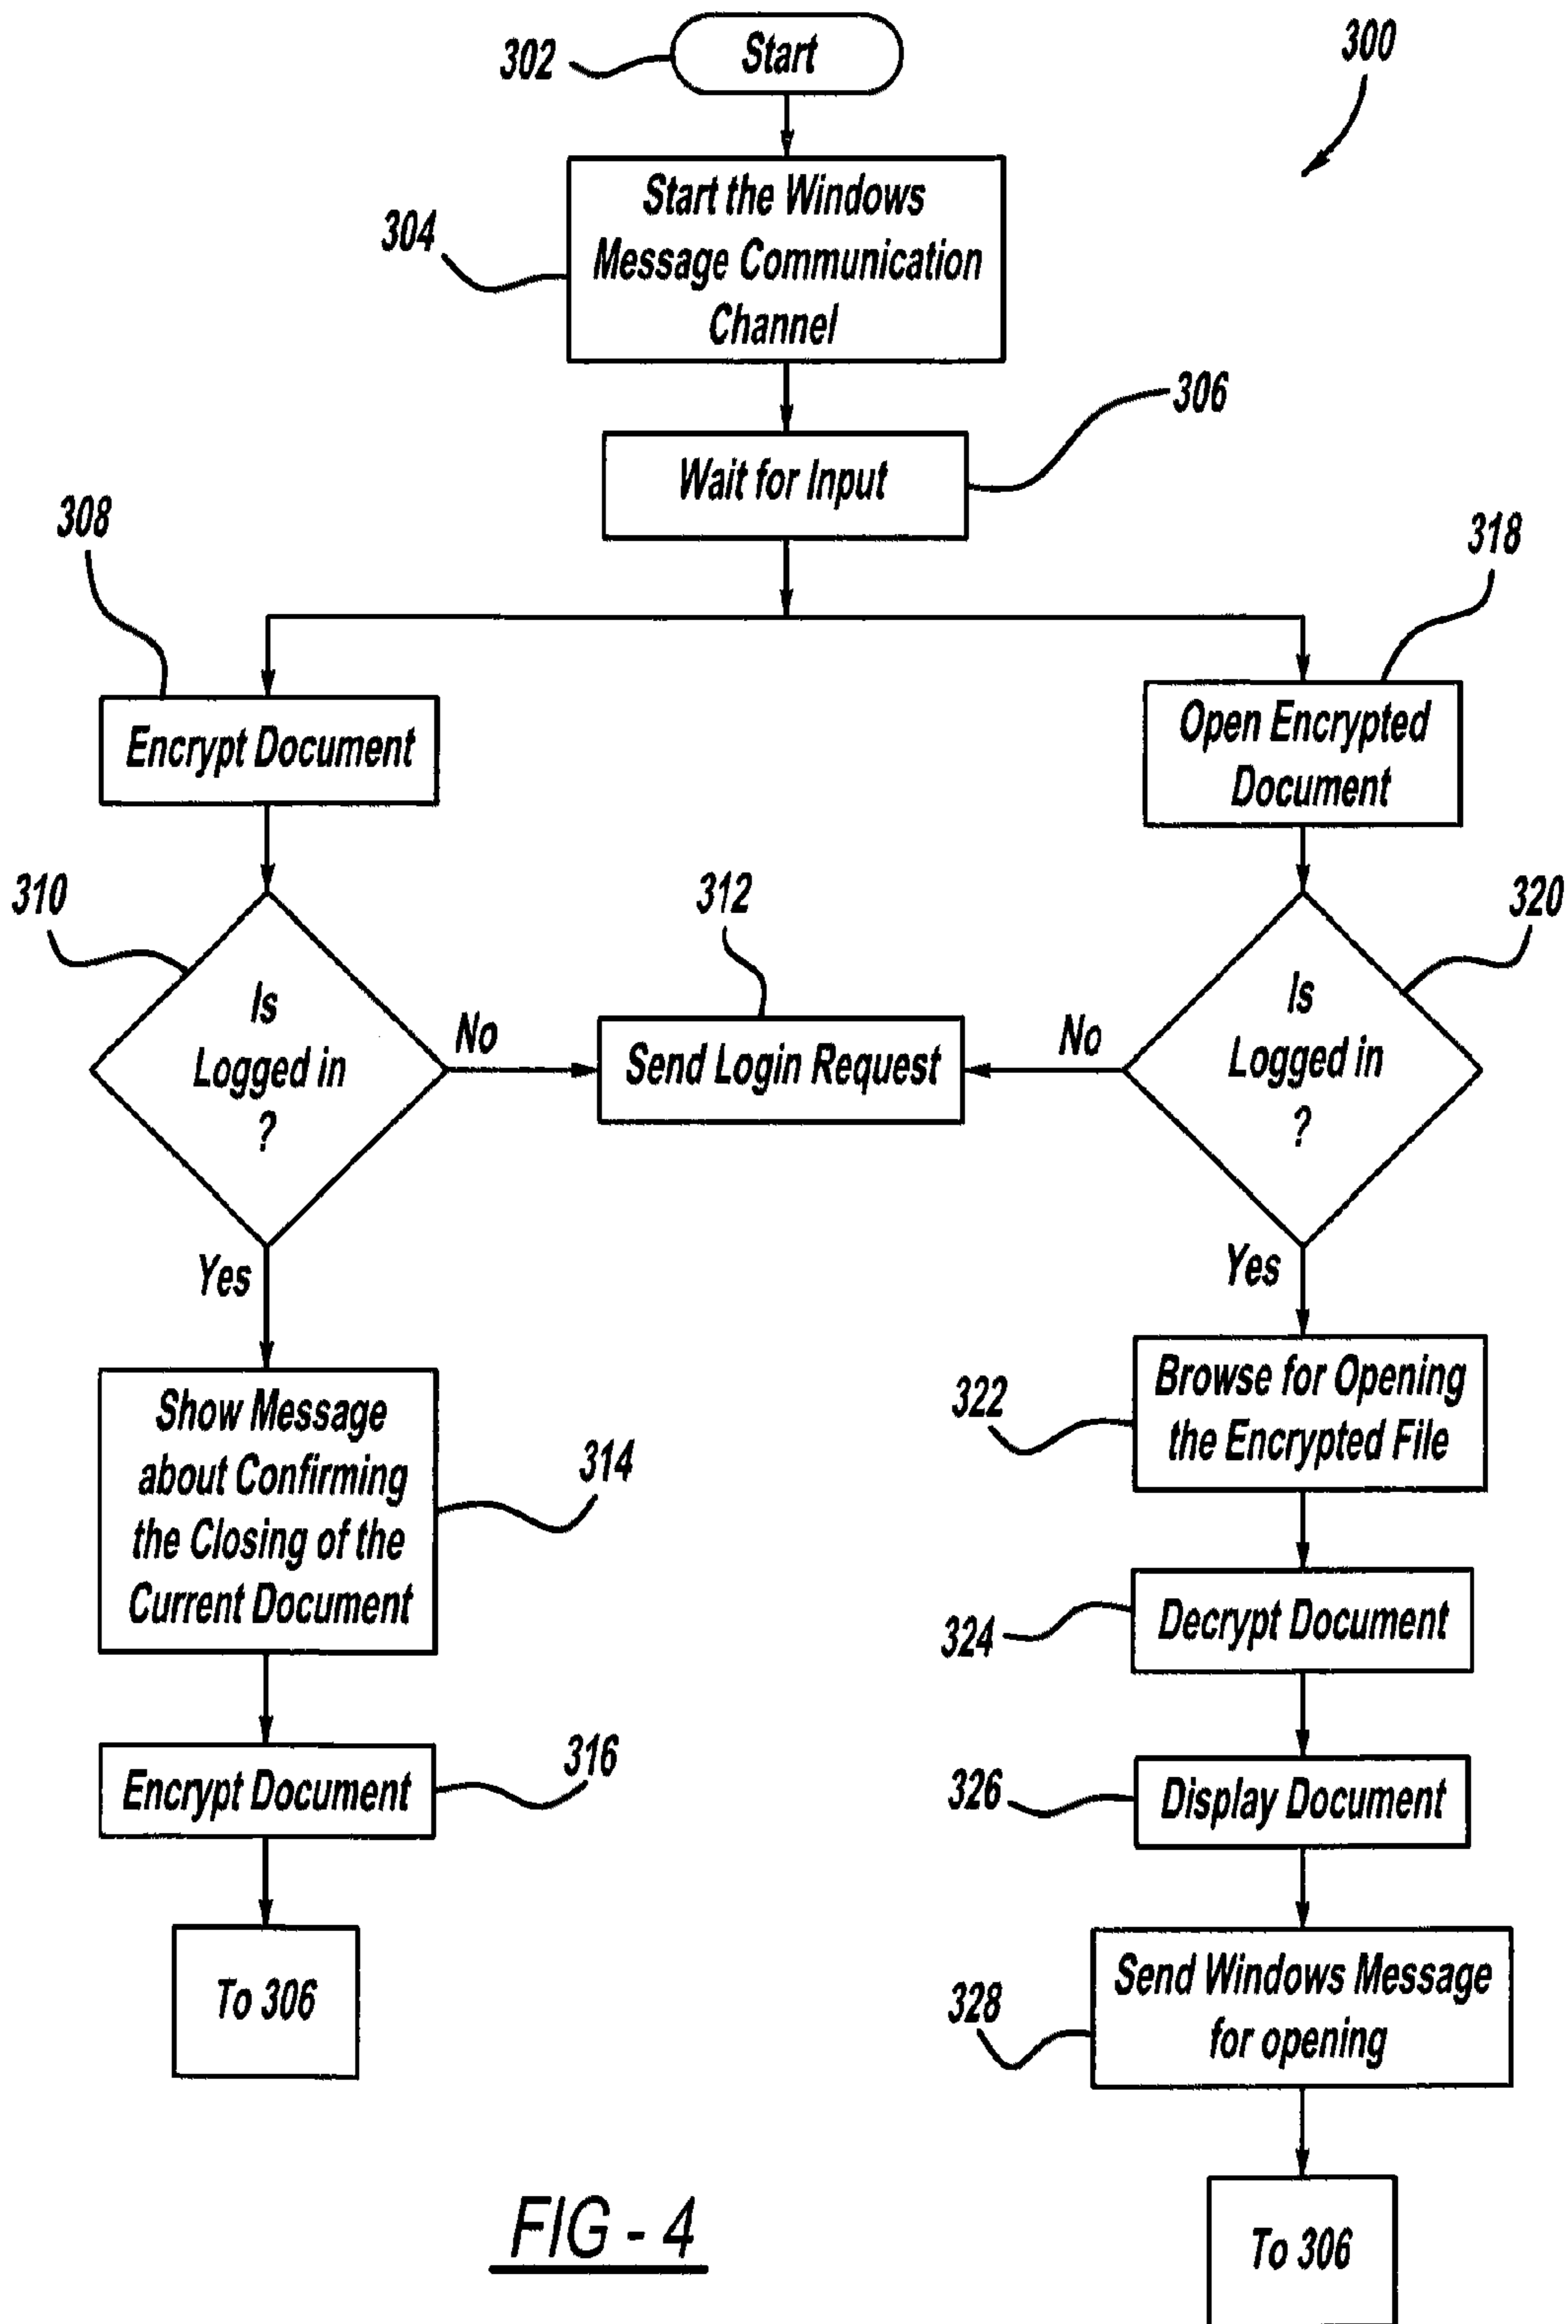 302
Start
300
304
Start the Windows
Message Communication
Channel
306
Wait for Input
308
318
Encrypt Document
Open Encrypted
Document
310
312
320
Is
Logged in
?
No
Send Login Request
No
Is
Logged in
?
Yes
Yes
Show Message
about Confirming
the Closing of the
Current Document
314
322
Browse for Opening
the Encrypted File
324
Decrypt Document
Encrypt Document
316
326
Display Document
To 306
328
Send Windows Message
for opening
To 306
FIG - 4